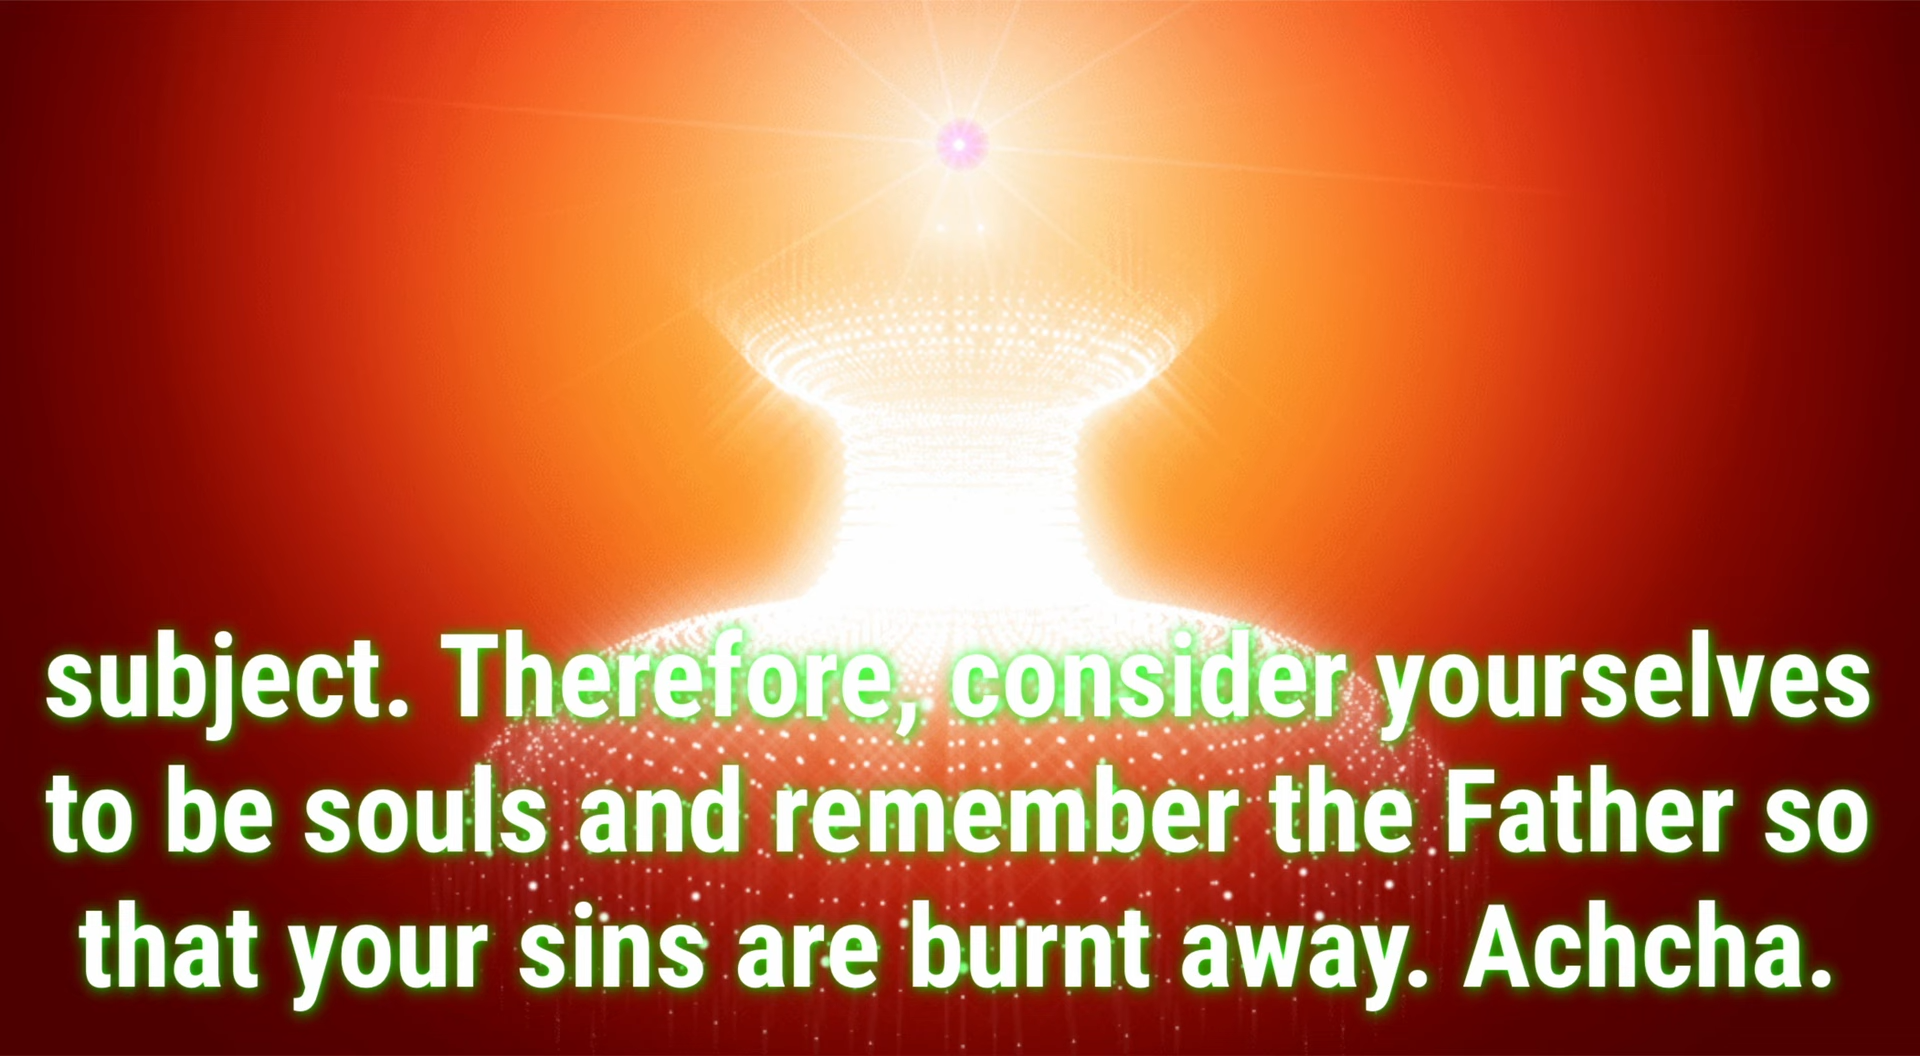 subject. Therefore, consider yourselves
to be souls and remember the Father so
that your sins are burnt away. Achcha.